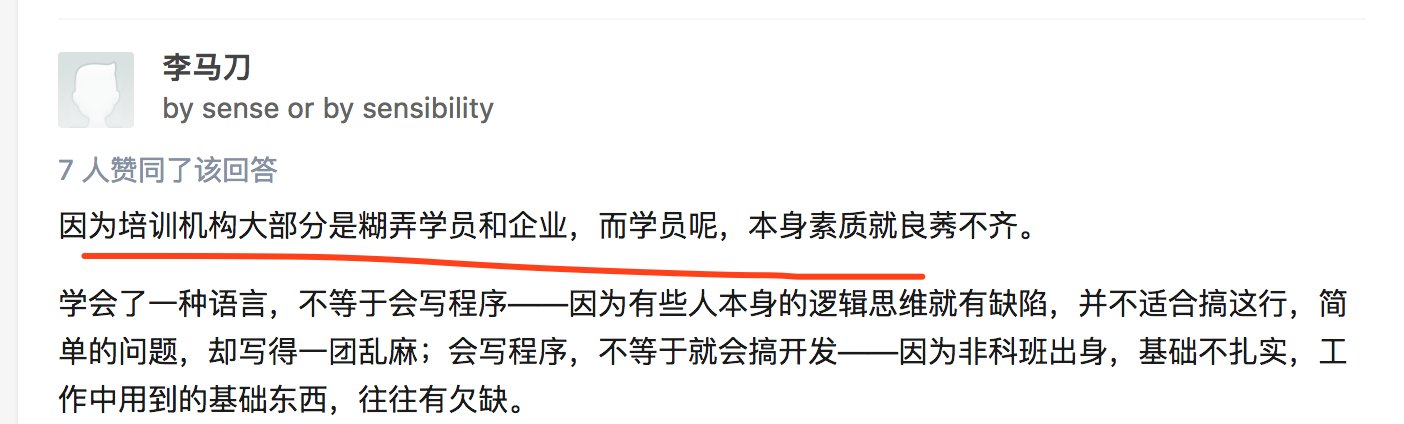 李马刀
by sense or by sensibility
7 人赞同了该回答
因为培训机构大部分是糊弄学员和企业，而学员呢，本身素质就良莠不齐。
学会了一种语言，不等于会写程序——因为有些人本身的逻辑思维就有缺陷，并不适合搞这行，简
单的问题，却写得一团乱麻；会写程序，不等于就会搞开发——因为非科班出身，基础不扎实，工
作中用到的基础东西，往往有欠缺。